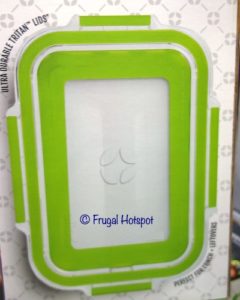 ULTRA DURABLE TRITAN™ LIDS
© Frugal Hotspot
PERFECT FOR LUNCH + LEFTOVERS